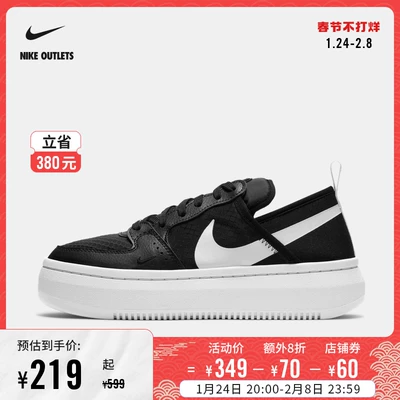 NIKE OUTLETS
春节不打烊
1.24-2.8
立省
380元
预估到手价:
¥219 起
¥599
活动价 额外8折 店铺券
=¥349-¥70-¥60
1月24日 20:00-2月8日 23:59